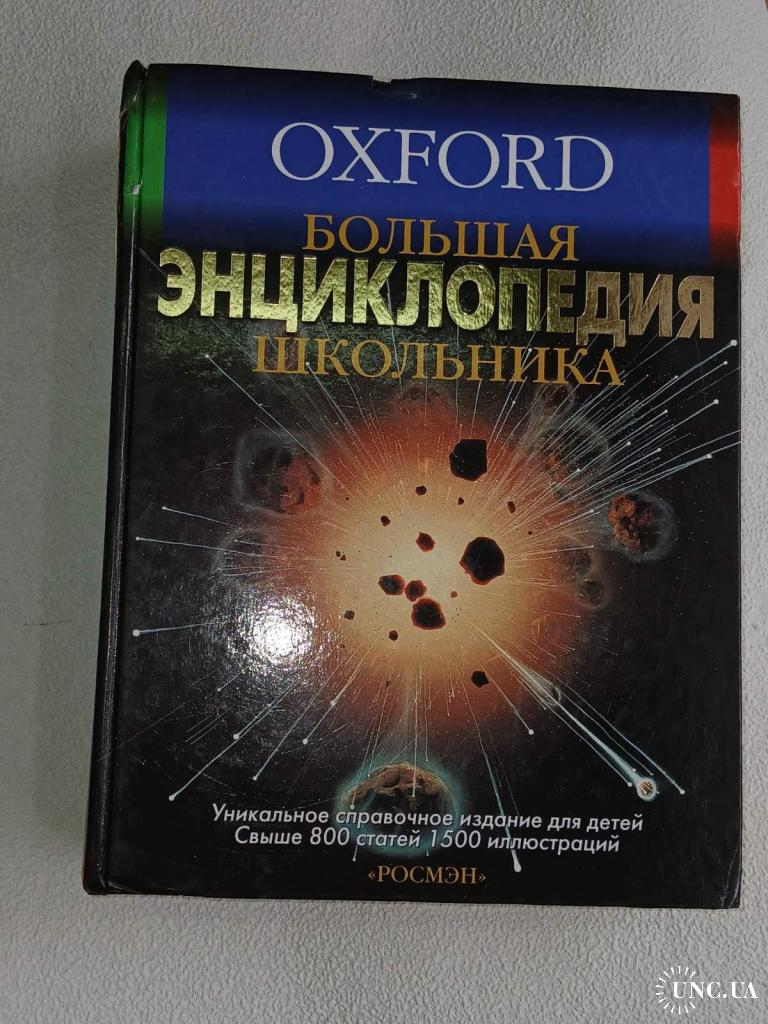 OXFORD
БОЛЬШАЯ
ЭНЦИКЛОПЕДИЯ
ШКОЛЬНИКА
Уникальное справочное издание для детей
Свыше 800 статей 1500 иллюстраций
«РОСМЭН»
UNC.UA